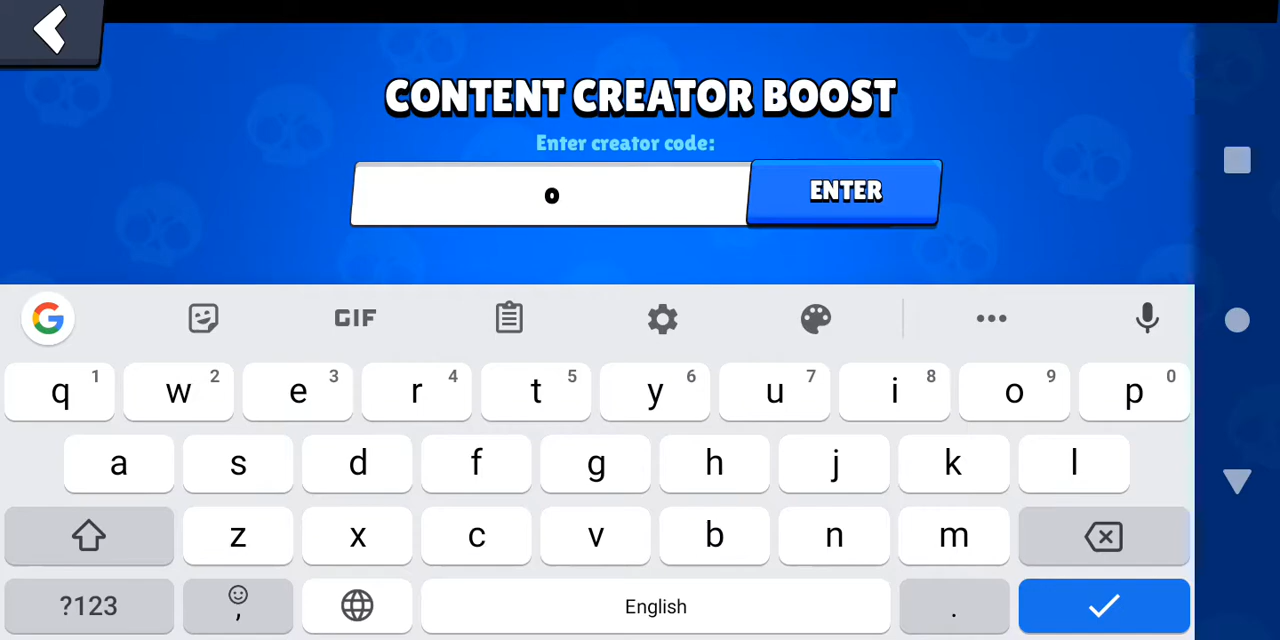 CONTENT CREATOR BOOST
Enter creator code:
o
ENTER
GIF
q 1 w 2 e 3 r 4 t 5 y 6 u 7 i 8 o 9 p 0
a s d f g h j k l
z x c v b n m
?123 , English .